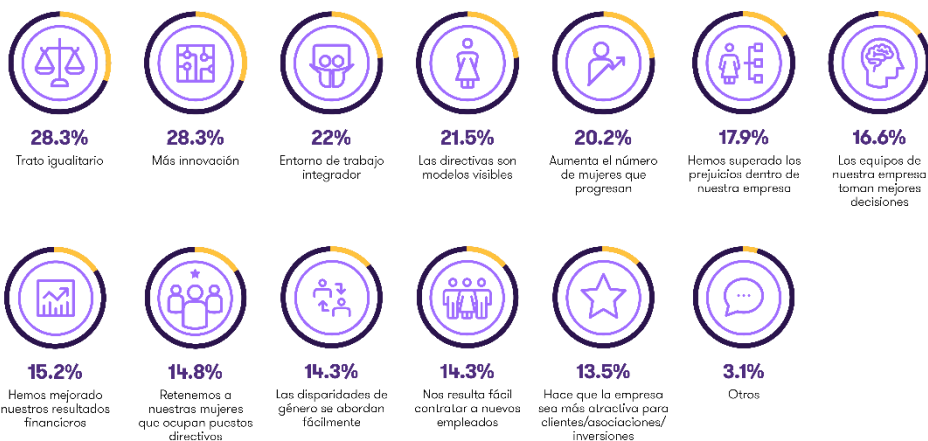 28.3%
Trato igualitario
28.3%
Más innovación
22%
Entorno de trabajo
integrador
21.5%
Las directivas son
modelos visibles
20.2%
Aumenta el número
de mujeres que
progresan
17.9%
Hemos superado los
prejuicios dentro de
nuestra empresa
16.6%
Los equipos de
nuestra empresa
toman mejores
decisiones
15.2%
Hemos mejorado
nuestros resultados
financieros
14.8%
Retenemos a
nuestras mujeres
que ocupan puestos
directivos
14.3%
Las disparidades de
género se abordan
fácilmente
14.3%
Nos resulta fácil
contratar a nuevos
empleados
13.5%
Hace que la empresa
sea más atractiva para
clientes/asociaciones/
inversiones
3.1%
Otros